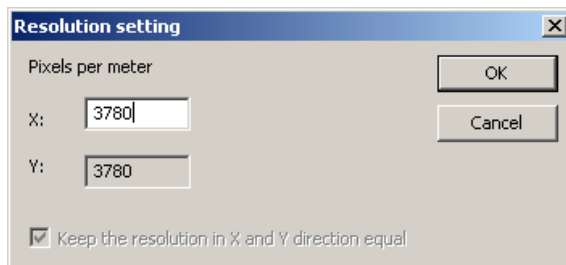 Resolution setting
Pixels per meter
OK
X: 3780
Cancel
Y: 3780
Keep the resolution in X and Y direction equal